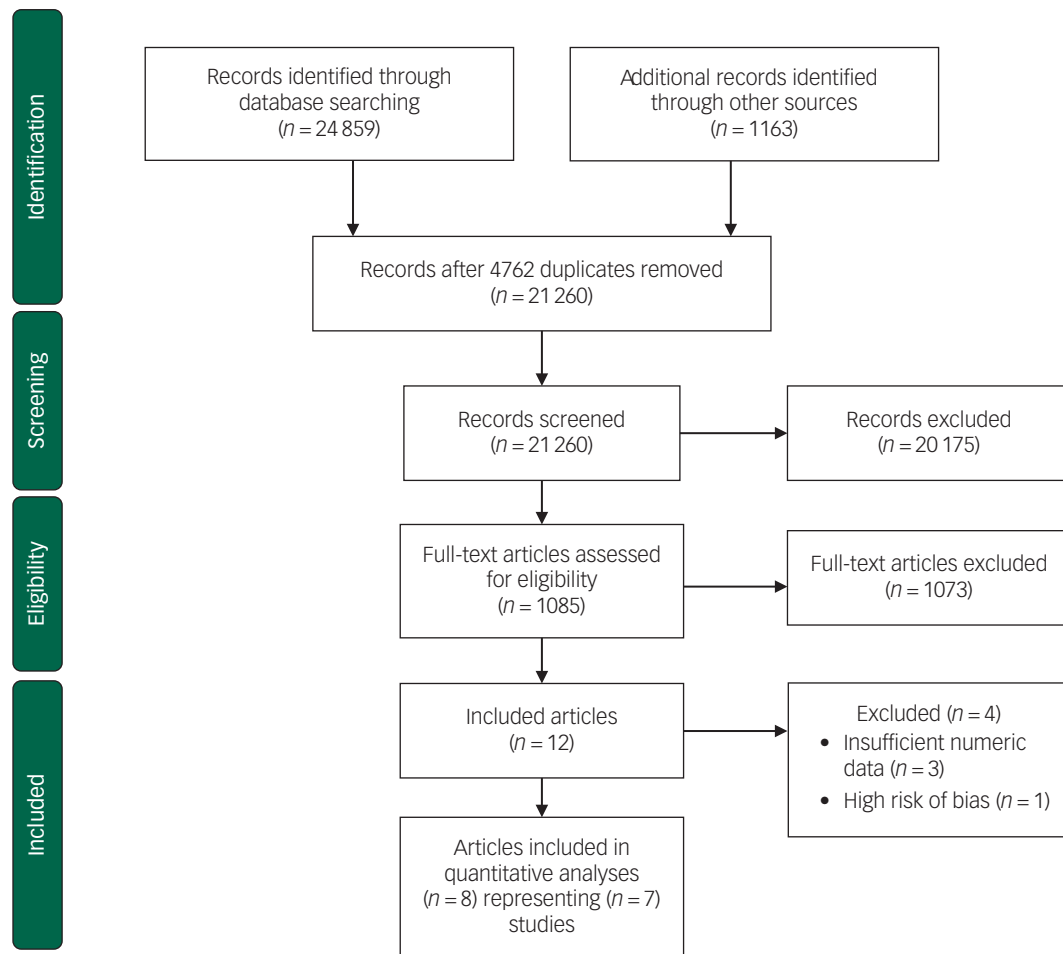 Identification
Records identified through
database searching
(n = 24 859)
Additional records identified
through other sources
(n = 1163)
Records after 4762 duplicates removed
(n = 21 260)
Screening
Records screened
(n = 21 260)
Records excluded
(n = 20 175)
Eligibility
Full-text articles assessed
for eligibility
(n = 1085)
Full-text articles excluded
(n = 1073)
Included
Included articles
(n = 12)
Excluded (n = 4)
• Insufficient numeric
data (n = 3)
• High risk of bias (n = 1)
Articles included in
quantitative analyses
(n = 8) representing (n = 7)
studies